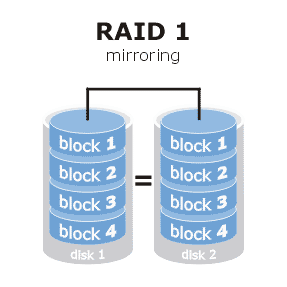 RAID 1
mirroring
block 1
block 2
block 3
block 4
disk 1
=
block 1
block 2
block 3
block 4
disk 2